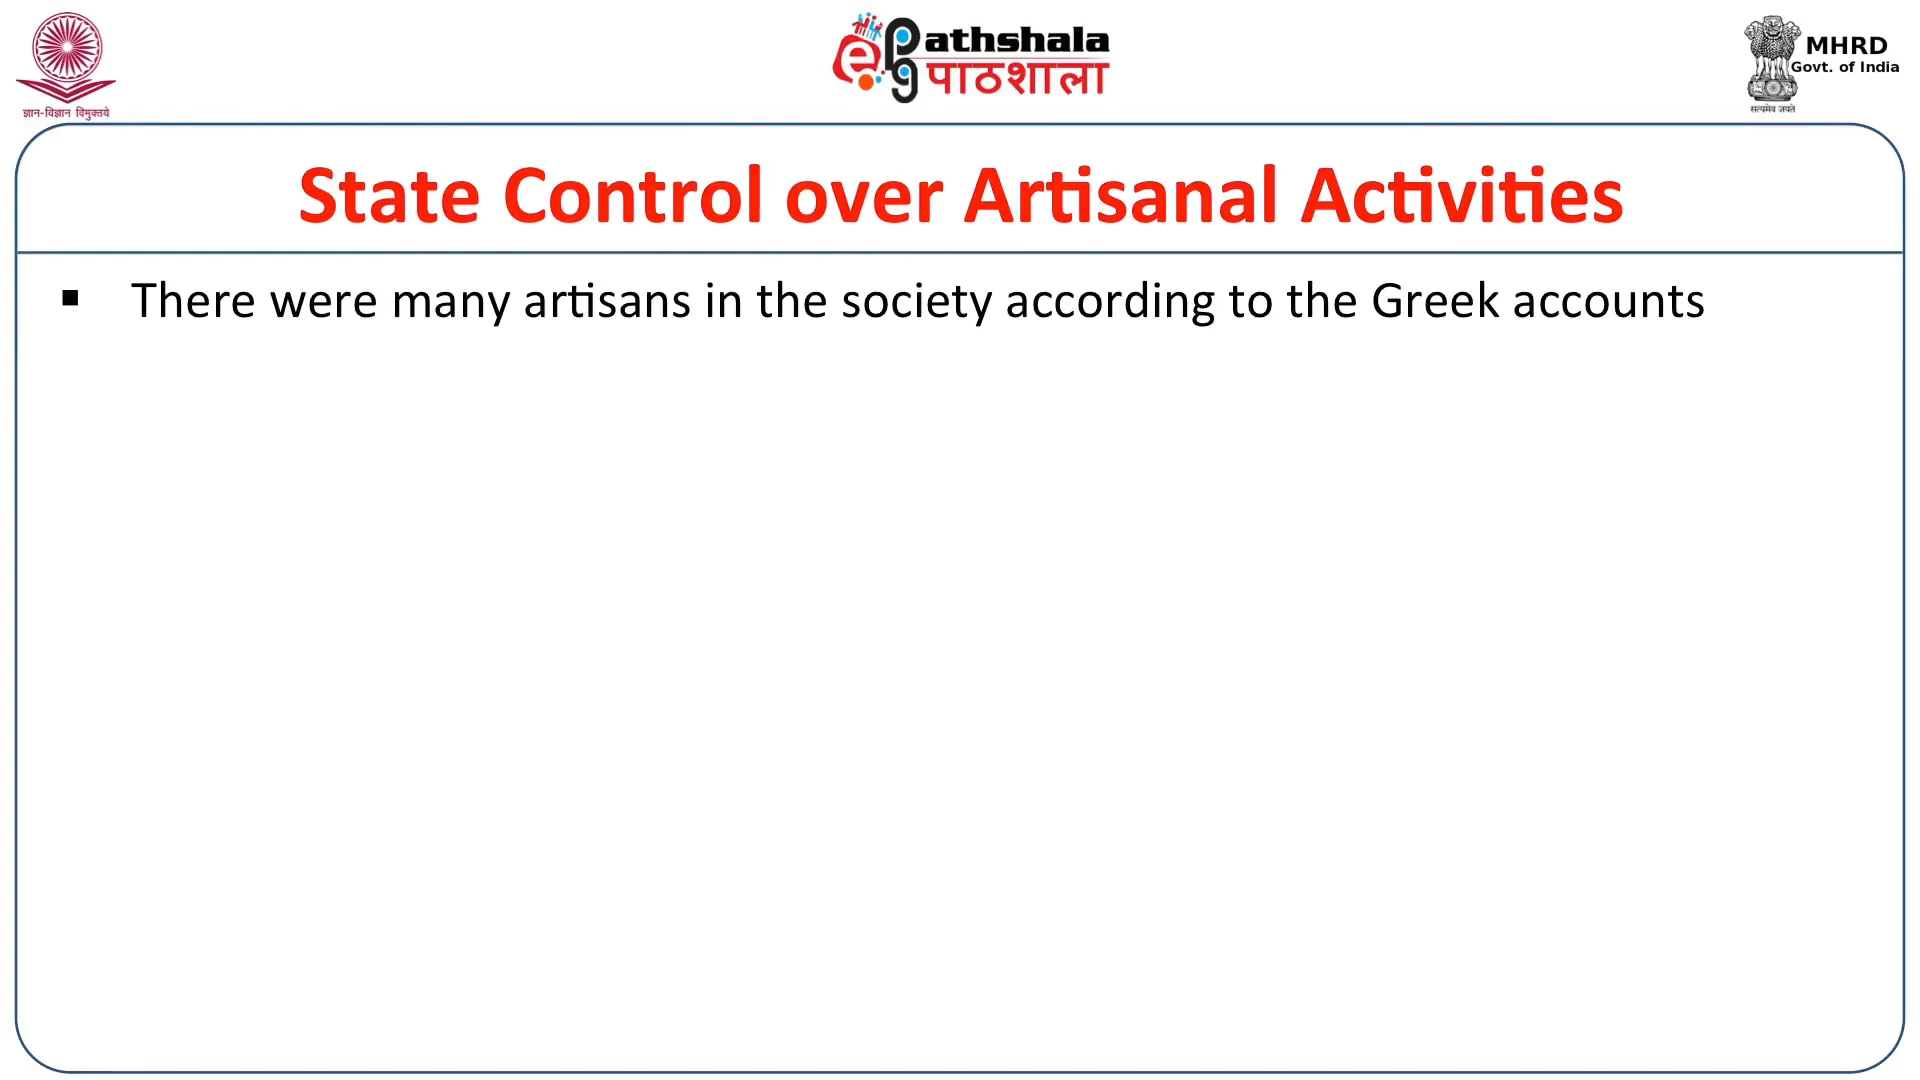 ज्ञान-विज्ञान विमुक्तये
ePathshala
पाठशाला
MHRD
Govt. of India
सत्यमेव जयते
State Control over Artisanal Activities
▪ There were many artisans in the society according to the Greek accounts